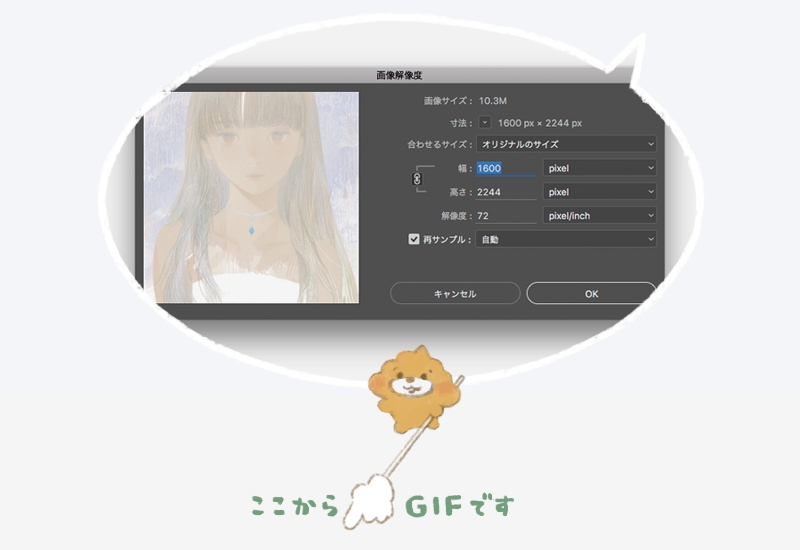 画像解像度
画像サイズ： 10.3M
寸法： 1600 px × 2244 px
合わせるサイズ： オリジナルのサイズ
幅： 1600 pixel
高さ： 2244 pixel
解像度： 72 pixel/inch
再サンプル： 自動
キャンセル OK
ここから GIFです